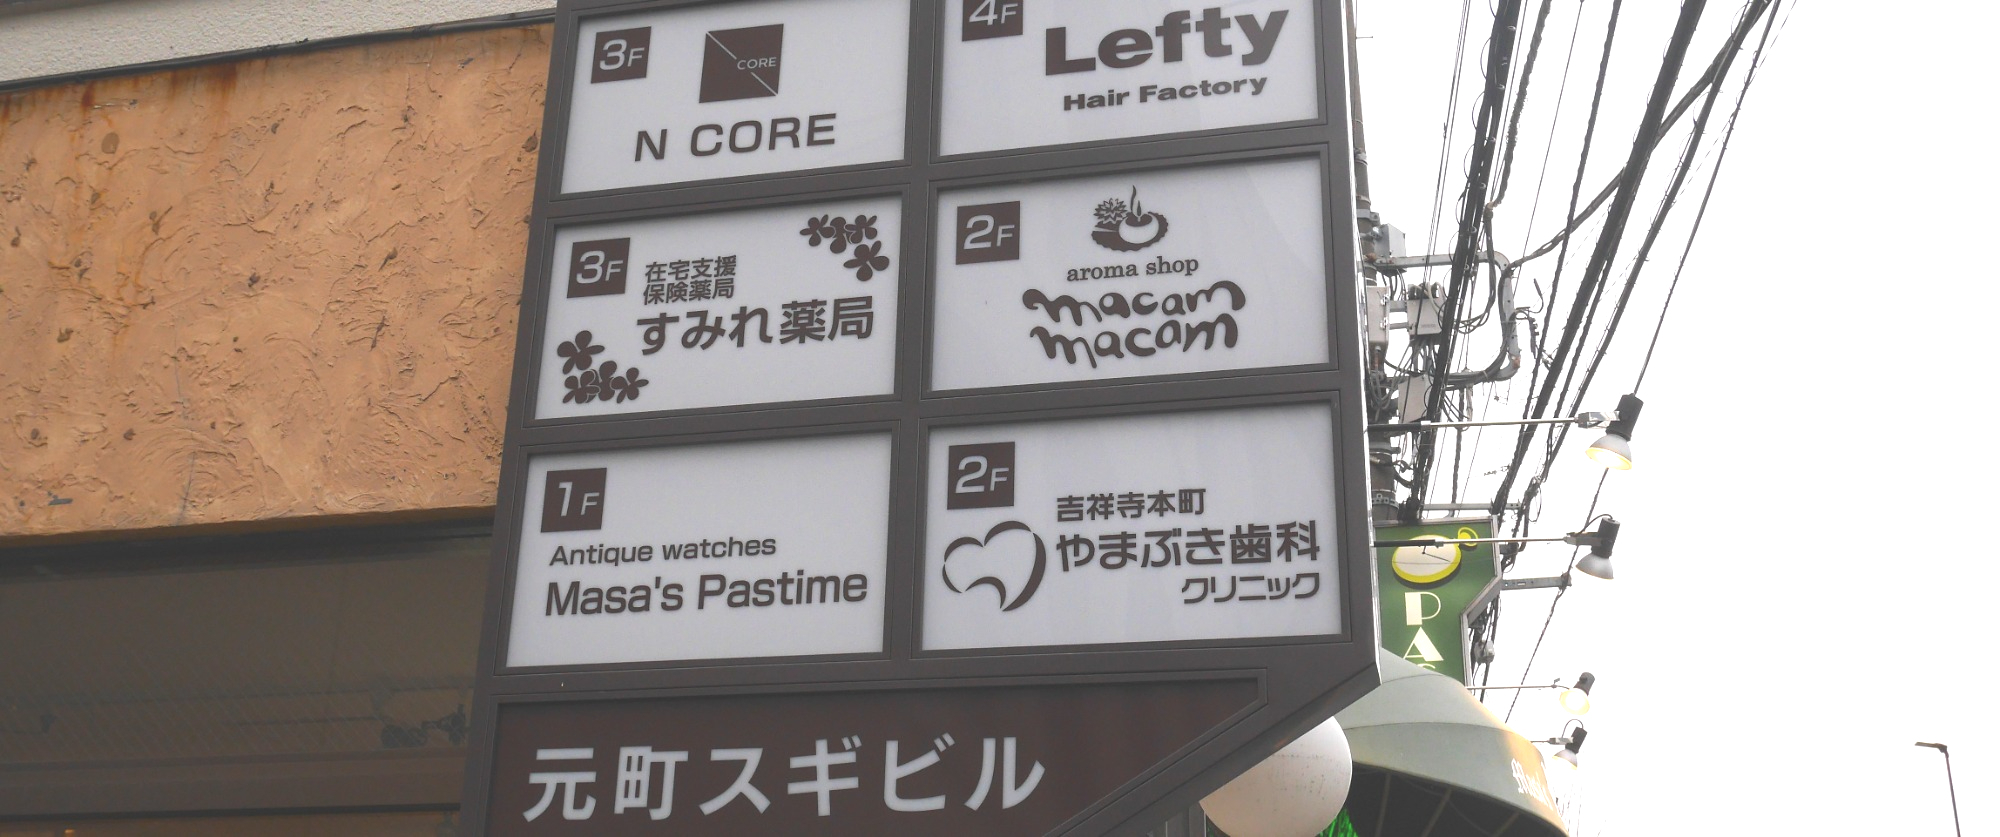 3F
CORE
N CORE
4F
Lefty
Hair Factory
3F
在宅支援
保険薬局
すみれ薬局
2F
aroma shop
macam
macam
1F
Antique watches
Masa's Pastime
2F
吉祥寺本町
やまぶき歯科
クリニック
元町スギビル
P
A